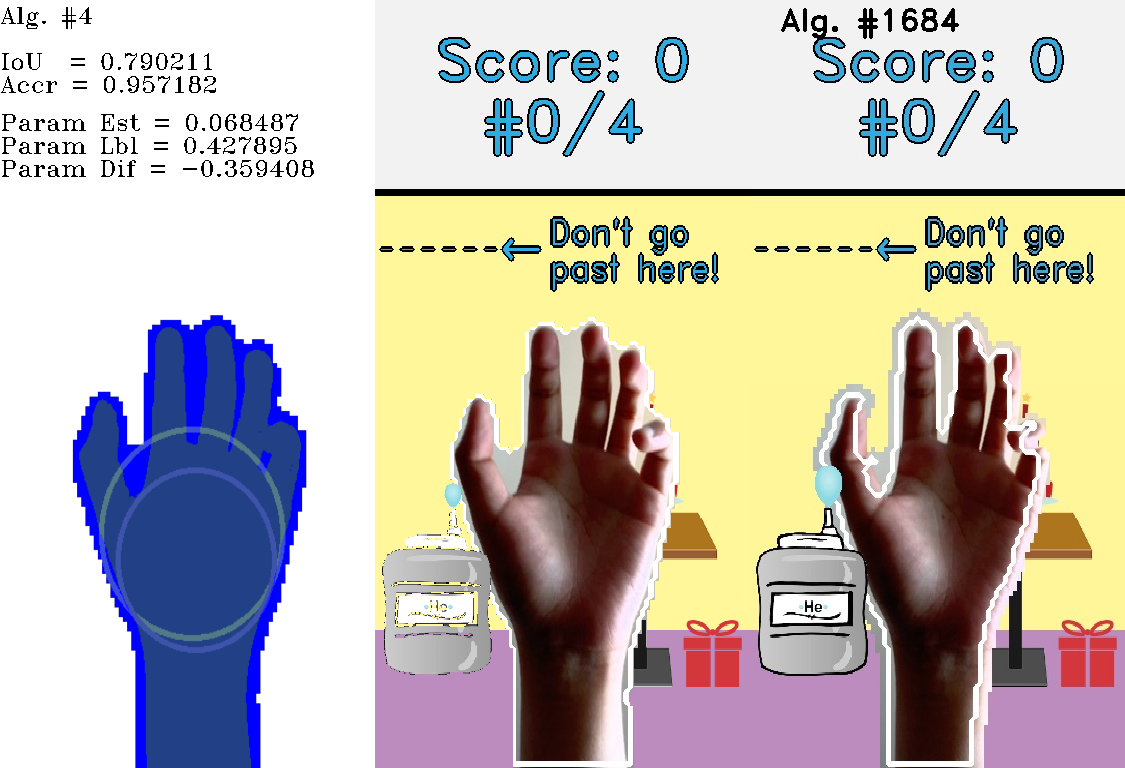 Alg. #4
IoU = 0.790211
Accr = 0.957182
Param Est = 0.068487
Param Lbl = 0.427895
Param Dif = −0.359408
Score: 0
#0/4
Don't go
past here!
He
Alg. #1684
Score: 0
#0/4
Don't go
past here!
He